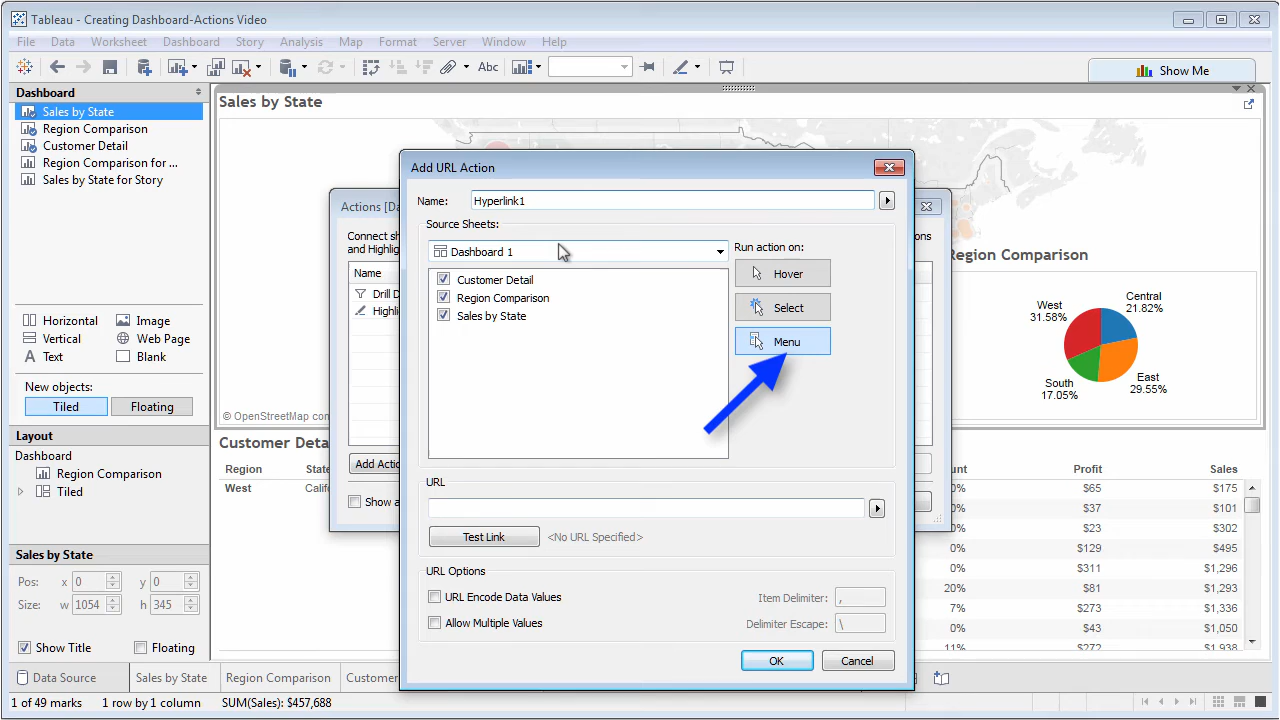 Tableau - Creating Dashboard-Actions Video
File Data Worksheet Dashboard Story Analysis Map Format Server Window Help
Abc
Show Me
Dashboard
Sales by State
Region Comparison
Customer Detail
Region Comparison for ...
Sales by State for Story
Horizontal Image
Vertical Web Page
A Text Blank
New objects:
Tiled Floating
Layout
Dashboard
Region Comparison
Tiled
Sales by State
Pos: x 0 y 0
Size: w 1054 h 345
Show Title Floating
Sales by State
© OpenStreetMap
Actions
Connect
and Highlig
Name
Drill D
Highli
Add Actio
Show a
Add URL Action
Name: Hyperlink1
Source Sheets:
Dashboard 1
Customer Detail
Region Comparison
Sales by State
Run action on:
Hover
Select
Menu
URL
Test Link <No URL Specified>
URL Options
URL Encode Data Values Item Delimiter: ,
Allow Multiple Values Delimiter Escape: \
OK Cancel
ions
Region Comparison
West
31.58%
Central
21.82%
South
17.05%
East
29.55%
Customer Deta
Region State
West Califo
unt Profit Sales
0% $65 $175
0% $37 $101
0% $23 $302
0% $129 $495
0% $311 $1,296
20% $81 $1,293
7% $273 $1,336
0% $43 $1,050
11% $272 $1,339
Data Source Sales by State Region Comparison Customer
1 of 49 marks 1 row by 1 column SUM(Sales): $457,688